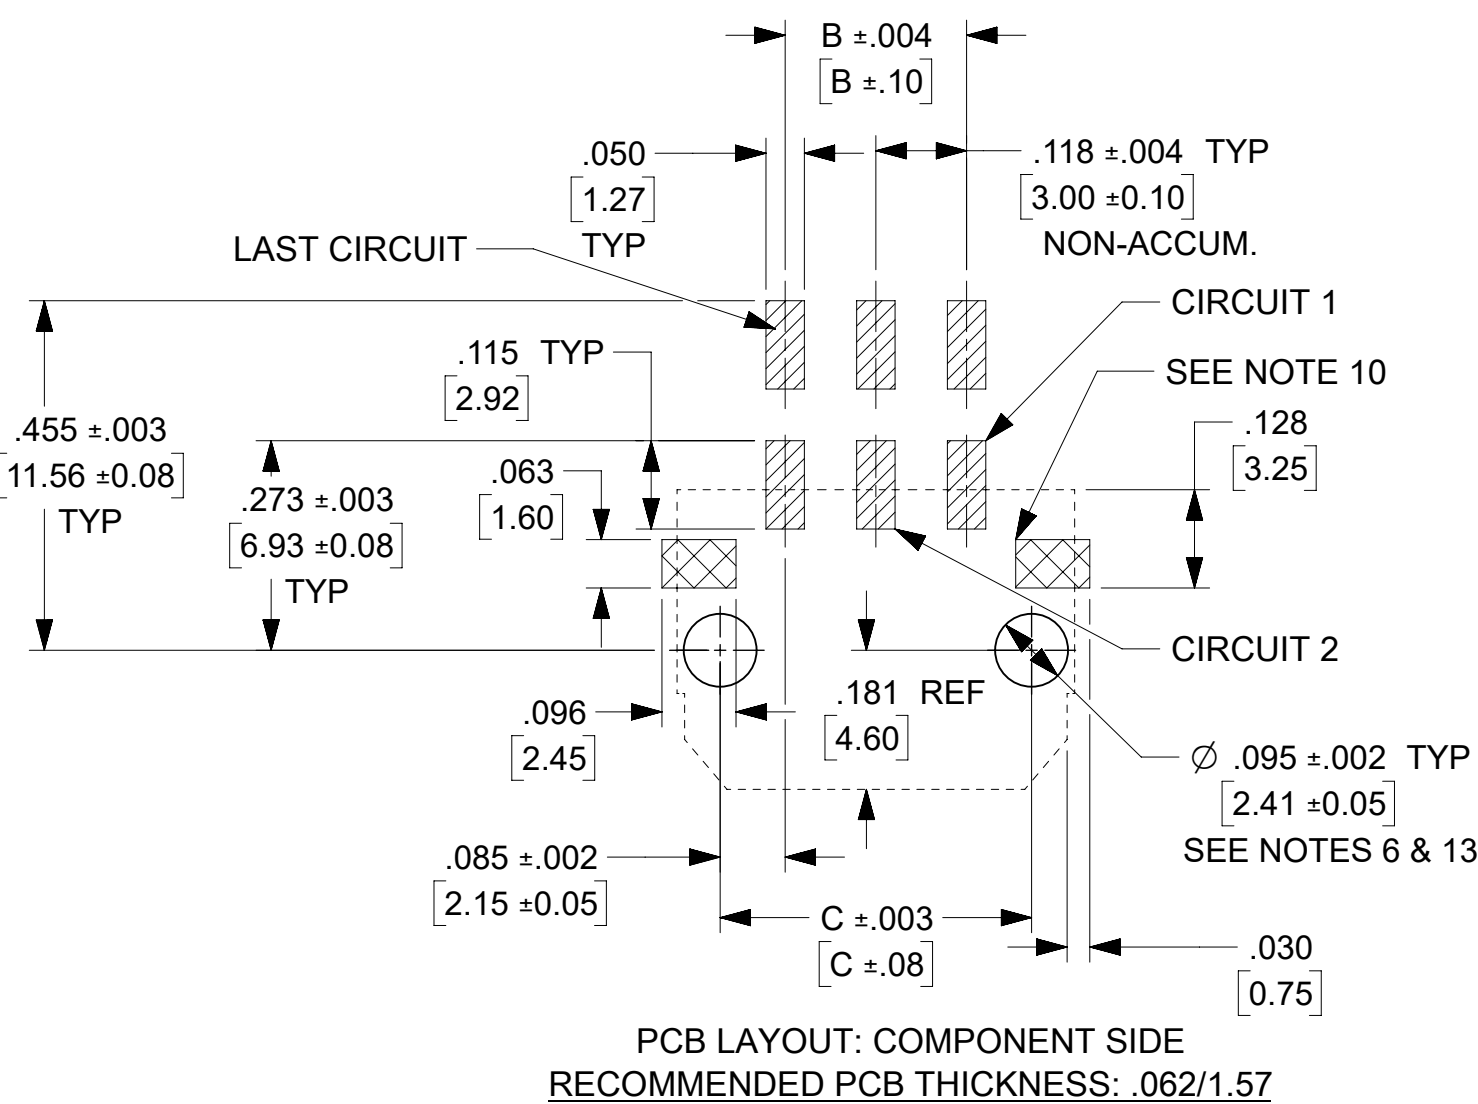 B ±.004
[B ±.10]
.050
[1.27]
TYP
.118 ±.004 TYP
[3.00 ±0.10]
NON-ACCUM.
LAST CIRCUIT
CIRCUIT 1
.115 TYP
[2.92]
SEE NOTE 10
.455 ±.003
[11.56 ±0.08]
TYP
.128
[3.25]
.063
[1.60]
.273 ±.003
[6.93 ±0.08]
TYP
CIRCUIT 2
.181 REF
[4.60]
.096
[2.45]
Ø .095 ±.002 TYP
[2.41 ±0.05]
SEE NOTES 6 & 13
.085 ±.002
[2.15 ±0.05]
C ±.003
[C ±.08]
.030
[0.75]
PCB LAYOUT: COMPONENT SIDE
RECOMMENDED PCB THICKNESS: .062/1.57